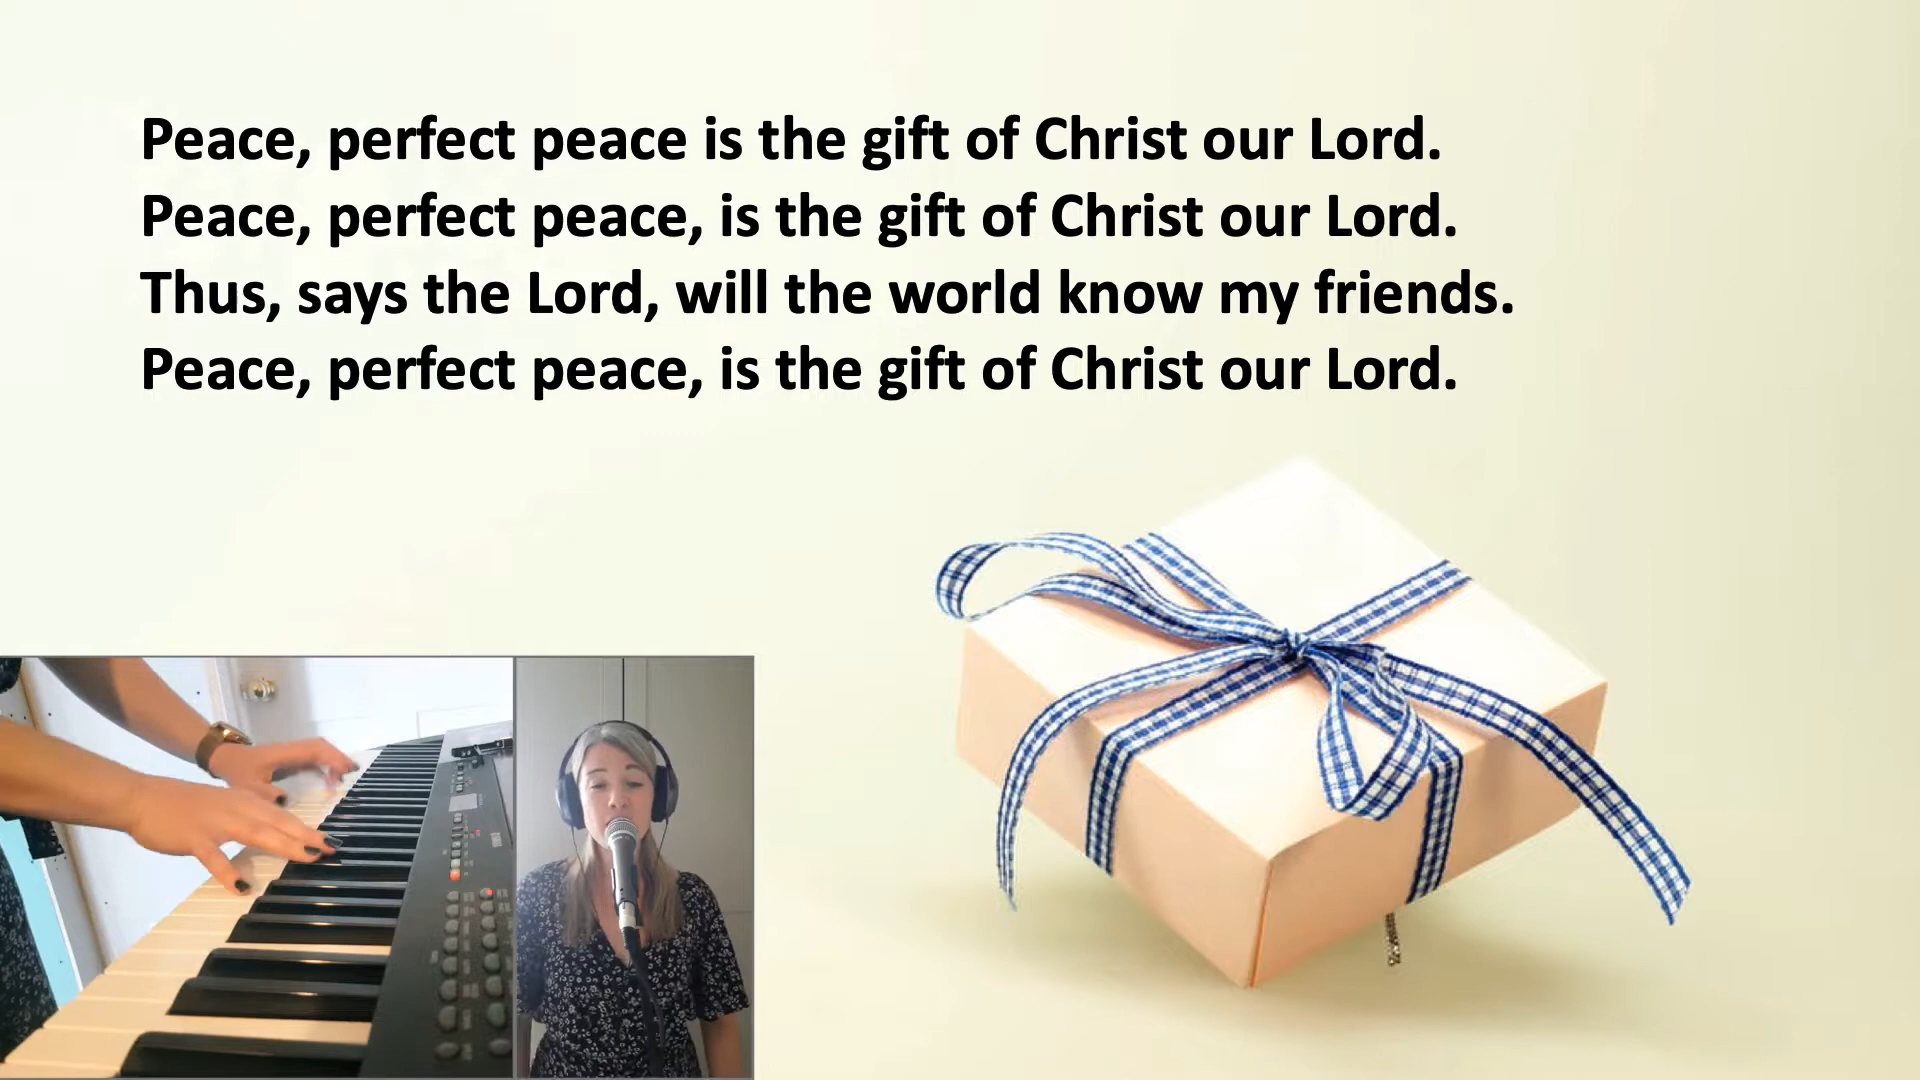 Peace, perfect peace is the gift of Christ our Lord.
Peace, perfect peace, is the gift of Christ our Lord.
Thus, says the Lord, will the world know my friends.
Peace, perfect peace, is the gift of Christ our Lord.